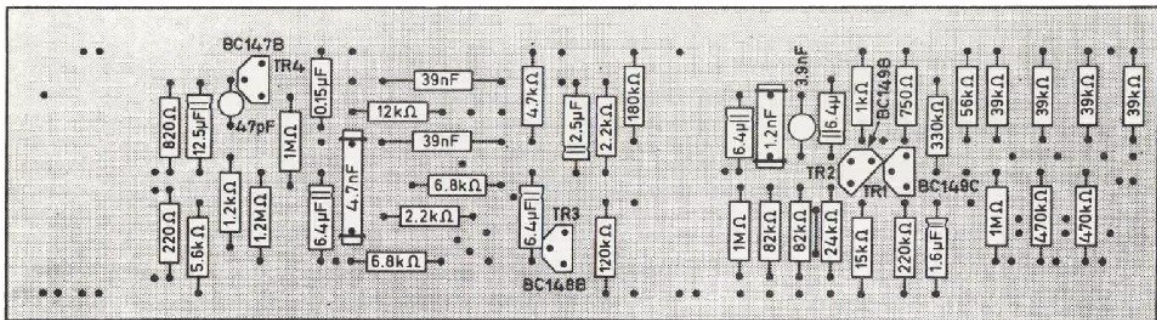 BC147B
TR4
820Ω
12.5µF
47pF
1MΩ
0.15µF
39nF
12kΩ
39nF
4.7nF
6.8kΩ
2.2kΩ
6.8kΩ
220Ω
5.6kΩ
1.2kΩ
1.2MΩ
6.4µF
4.7kΩ
12.5µF
2.2kΩ
180kΩ
6.4µF
TR3
BC148B
120kΩ
6.4µ
1.2nF
3.9nF
6.4µ
1kΩ
BC149B
750Ω
330kΩ
56kΩ
39kΩ
39kΩ
39kΩ
39kΩ
TR2
TR1
BC149C
1MΩ
82kΩ
82kΩ
24kΩ
15kΩ
220kΩ
1.6µF
1MΩ
470kΩ
470kΩ